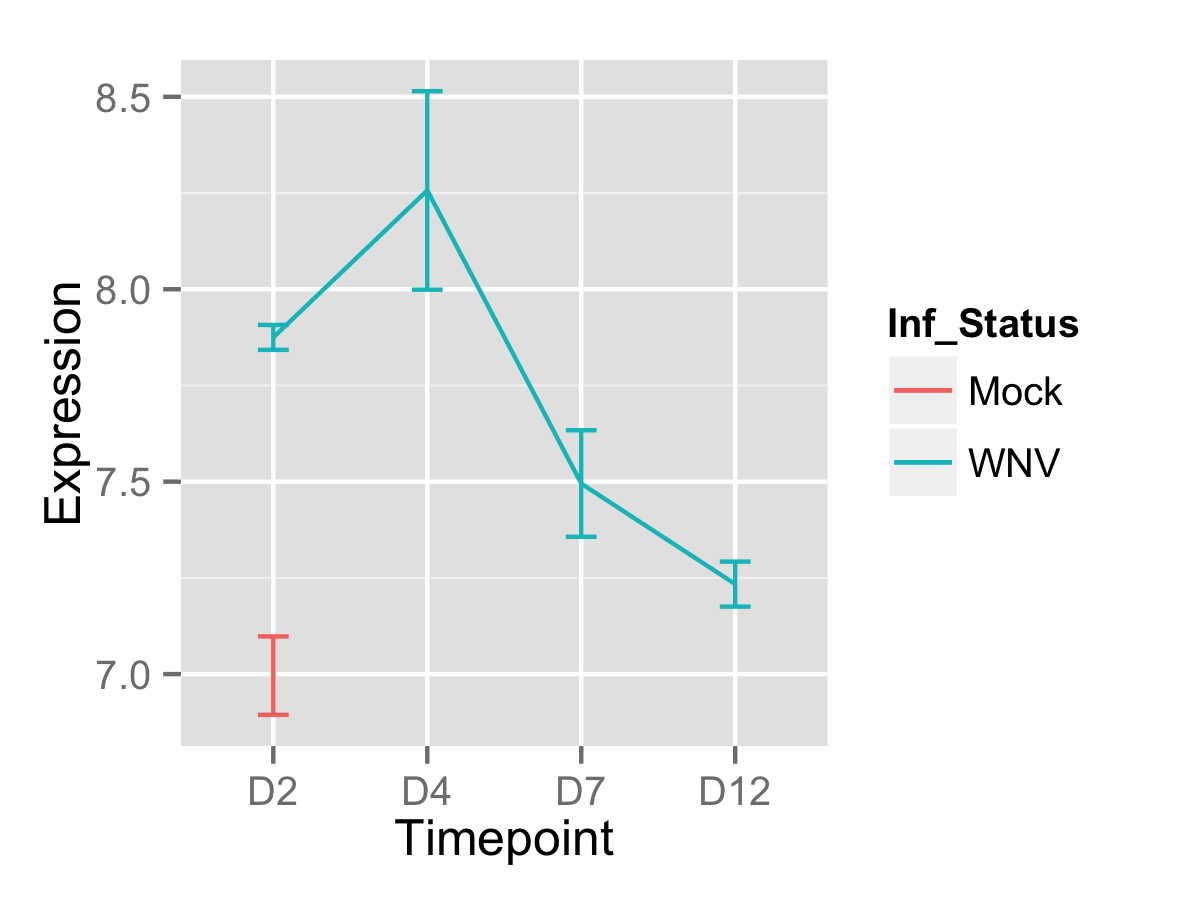 8.5
8.0
7.5
7.0
Expression
D2 D4 D7 D12
Timepoint
Inf_Status
Mock
WNV